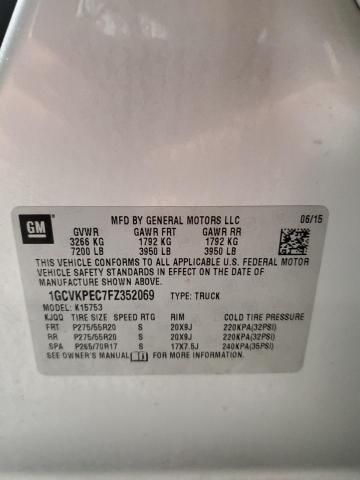 GM
MFD BY GENERAL MOTORS LLC 06/15
GVWR GAWR FRT GAWR RR
3266 KG 1792 KG 1792 KG
7200 LB 3950 LB 3950 LB
THIS VEHICLE CONFORMS TO ALL APPLICABLE U.S. FEDERAL MOTOR
VEHICLE SAFETY STANDARDS IN EFFECT ON THE DATE OF
MANUFACTURE SHOWN ABOVE.
1GCVKPEC7FZ352069 TYPE: TRUCK
MODEL: K15753
KJQQ TIRE SIZE SPEED RTG RIM COLD TIRE PRESSURE
FRT P275/55R20 S 20X9J 220KPA(32PSI)
RR P275/55R20 S 20X9J 220KPA(32PSI)
SPA P265/70R17 S 17X7.5J 240KPA(35PSI)
SEE OWNER'S MANUAL FOR MORE INFORMATION.